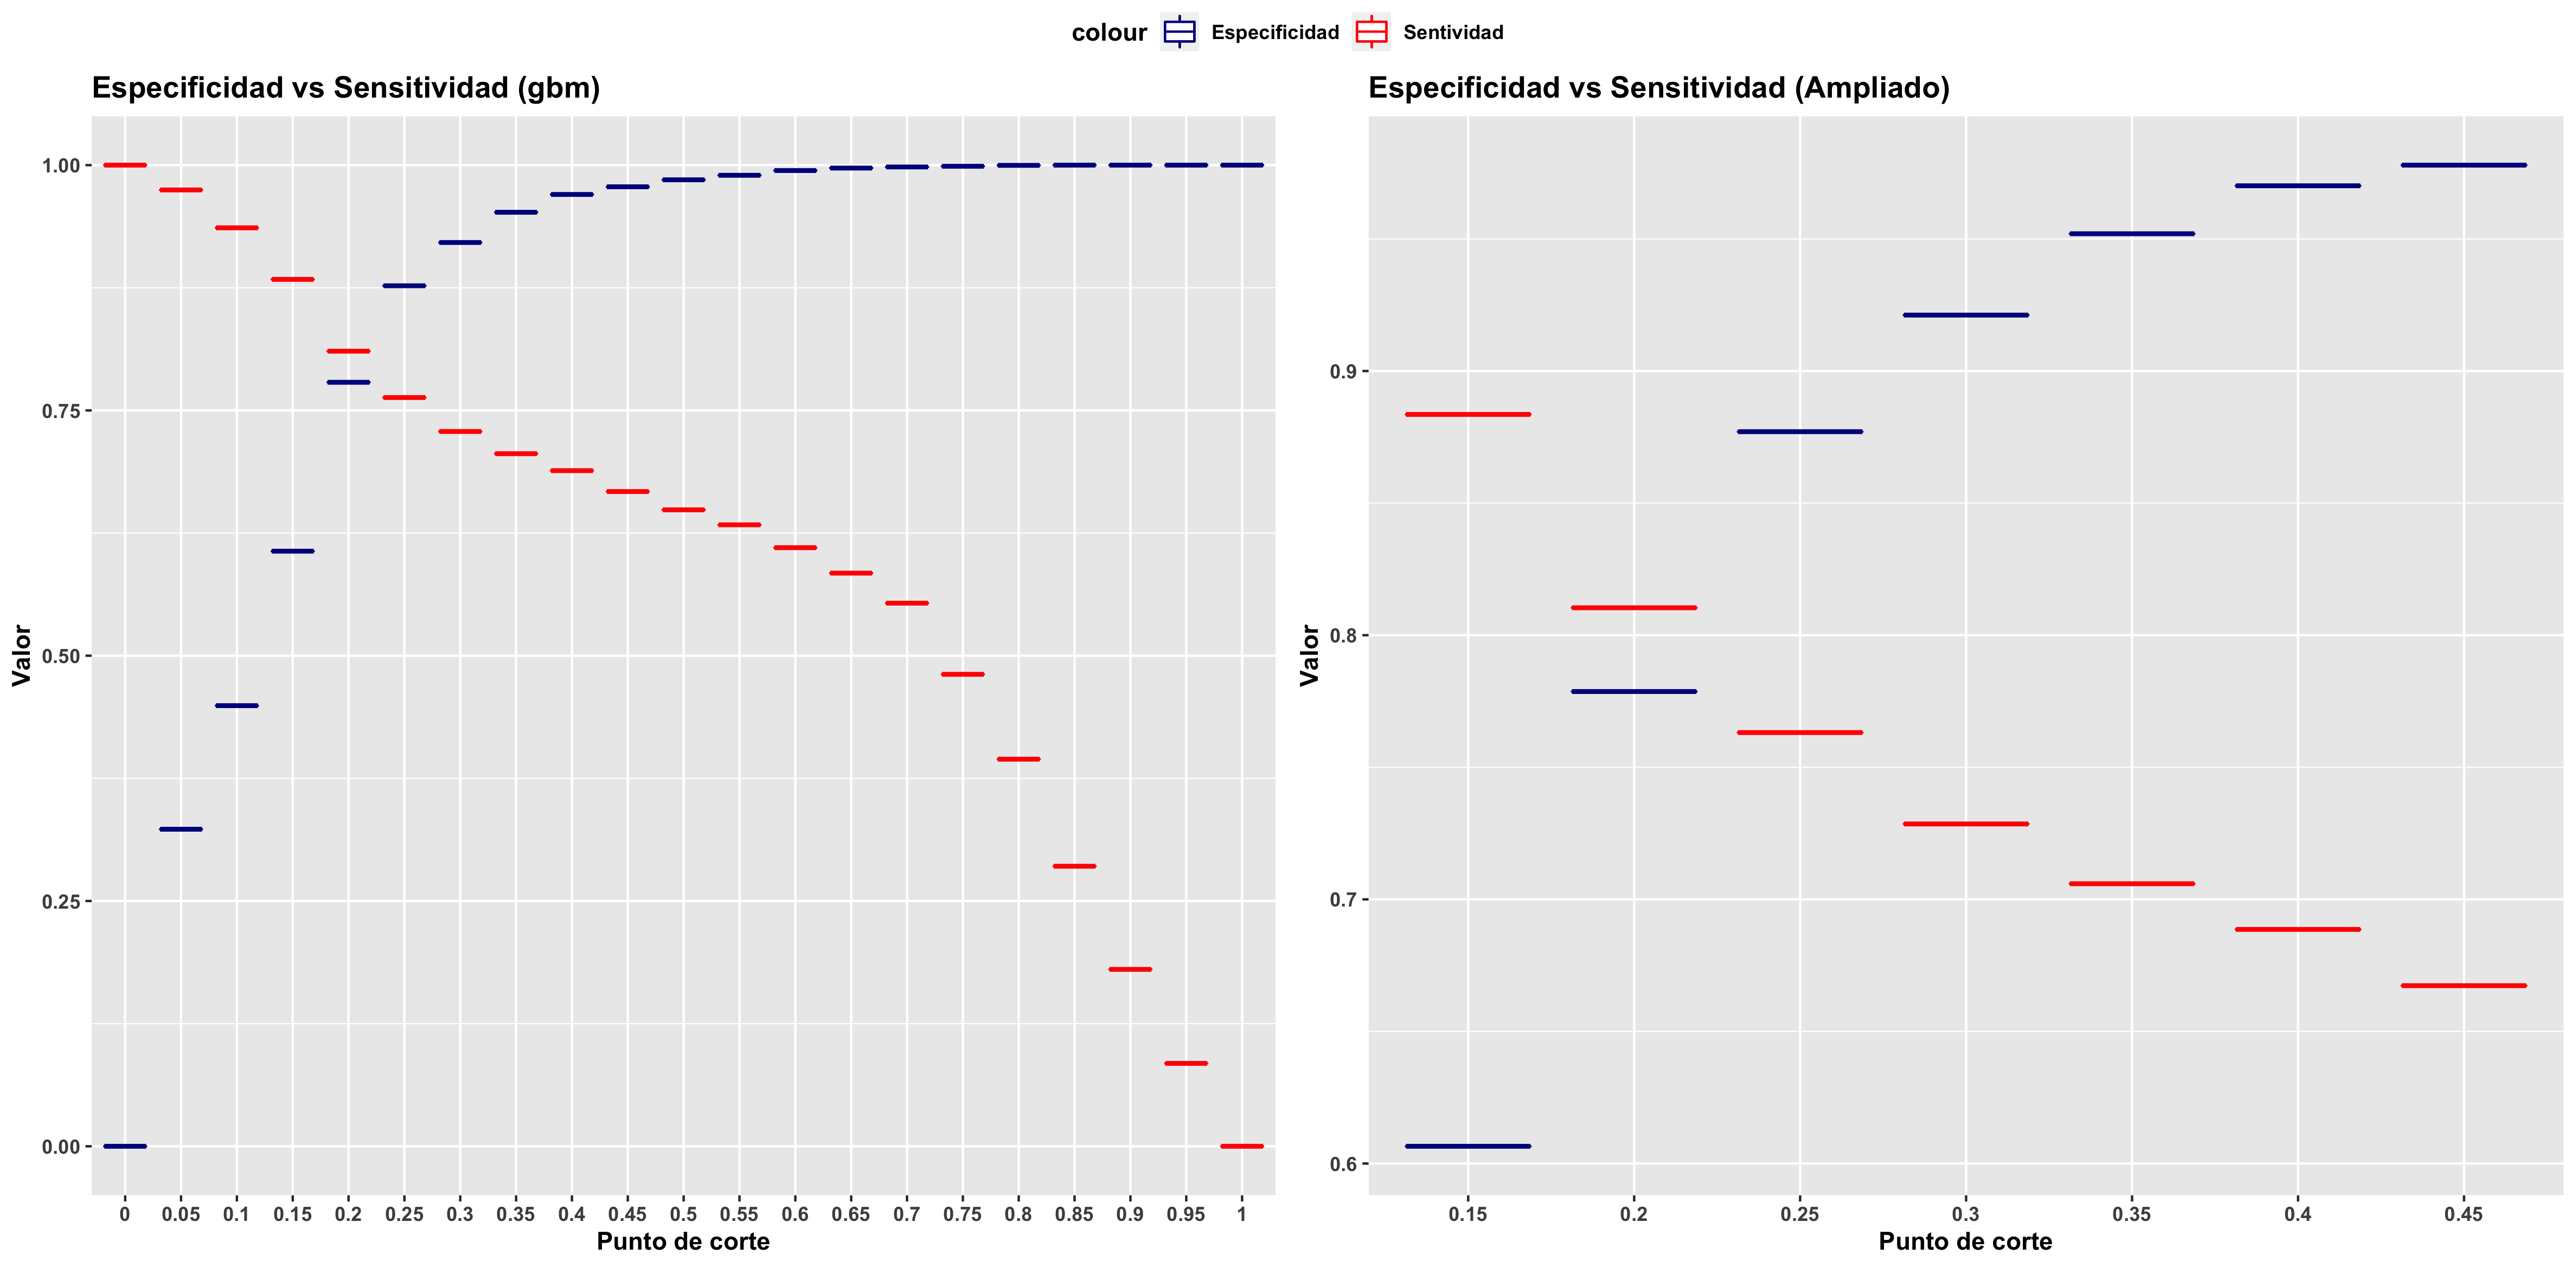 colour Especificidad Sentividad
Especificidad vs Sensitividad (gbm)
Valor
1.00
0.75
0.50
0.25
0.00
0 0.05 0.1 0.15 0.2 0.25 0.3 0.35 0.4 0.45 0.5 0.55 0.6 0.65 0.7 0.75 0.8 0.85 0.9 0.95 1
Punto de corte
Especificidad vs Sensitividad (Ampliado)
Valor
0.9
0.8
0.7
0.6
0.15 0.2 0.25 0.3 0.35 0.4 0.45
Punto de corte